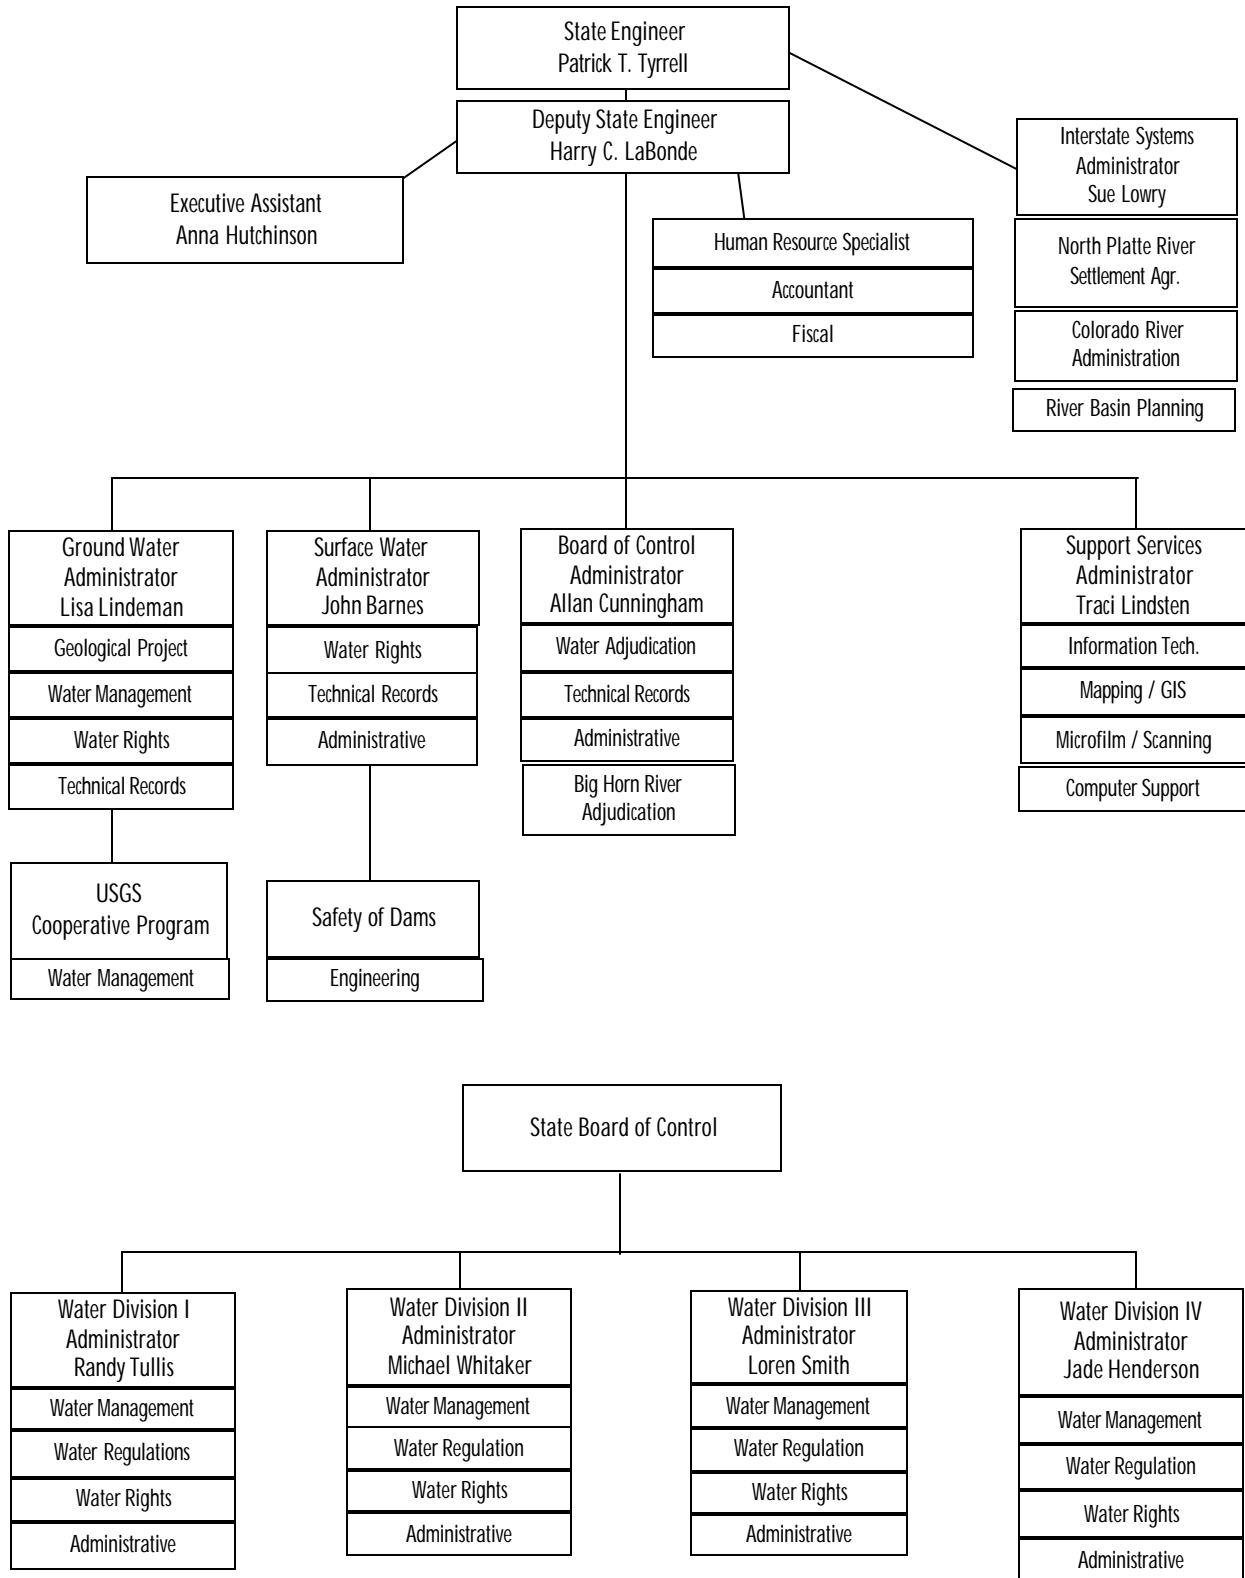 State Engineer
Patrick T. Tyrrell
Deputy State Engineer
Harry C. LaBonde
Executive Assistant
Anna Hutchinson
Human Resource Specialist
Accountant
Fiscal
Interstate Systems
Administrator
Sue Lowry
North Platte River
Settlement Agr.
Colorado River
Administration
River Basin Planning
Ground Water
Administrator
Lisa Lindeman
Geological Project
Water Management
Water Rights
Technical Records
USGS
Cooperative Program
Water Management
Surface Water
Administrator
John Barnes
Water Rights
Technical Records
Administrative
Safety of Dams
Engineering
Board of Control
Administrator
Allan Cunningham
Water Adjudication
Technical Records
Administrative
Big Horn River
Adjudication
Support Services
Administrator
Traci Lindsten
Information Tech.
Mapping / GIS
Microfilm / Scanning
Computer Support
State Board of Control
Water Division I
Administrator
Randy Tullis
Water Management
Water Regulations
Water Rights
Administrative
Water Division II
Administrator
Michael Whitaker
Water Management
Water Regulation
Water Rights
Administrative
Water Division III
Administrator
Loren Smith
Water Management
Water Regulation
Water Rights
Administrative
Water Division IV
Administrator
Jade Henderson
Water Management
Water Regulation
Water Rights
Administrative